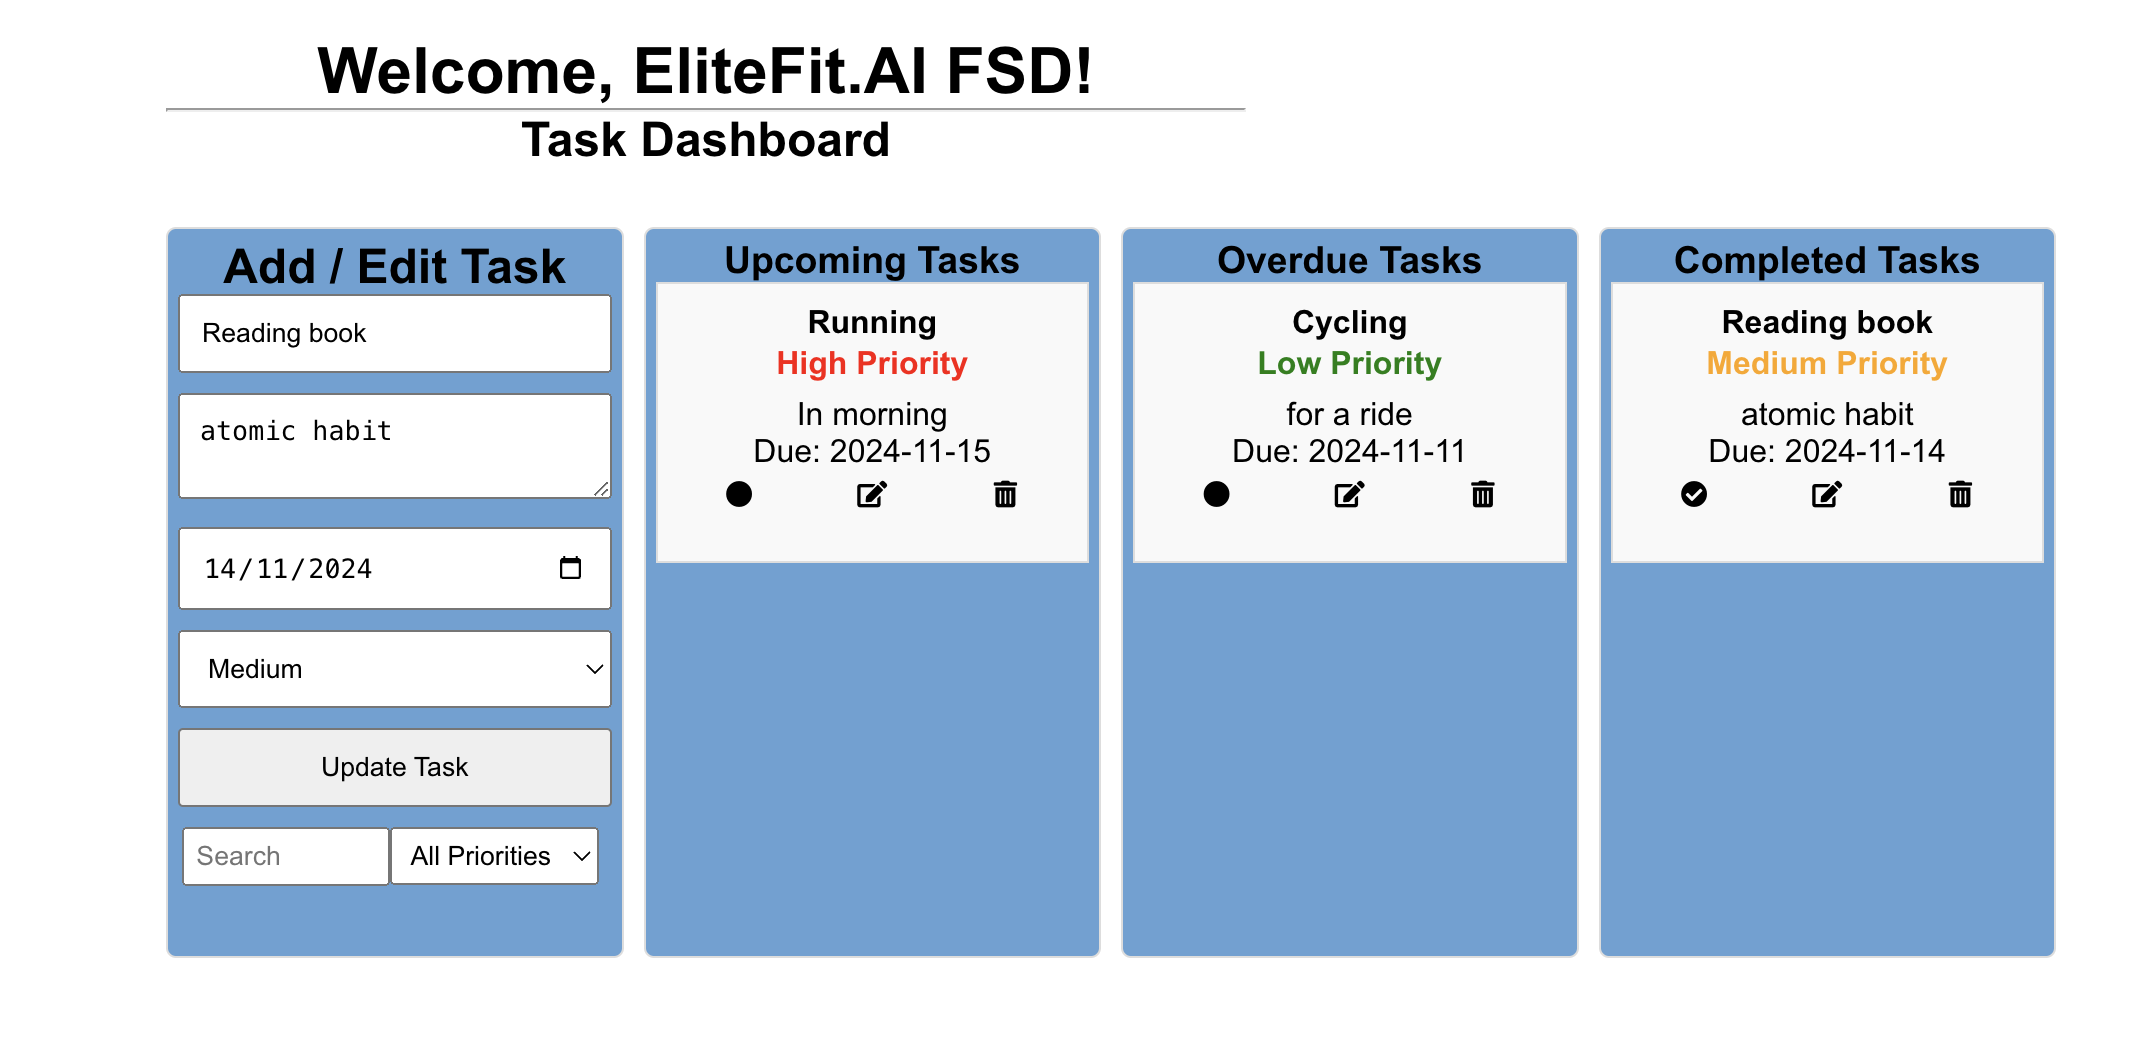 Welcome, EliteFit.AI FSD!
Task Dashboard
Add / Edit Task
Reading book
atomic habit
14/11/2024
Medium
Update Task
Search
All Priorities
Upcoming Tasks
Running
High Priority
In morning
Due: 2024-11-15
Overdue Tasks
Cycling
Low Priority
for a ride
Due: 2024-11-11
Completed Tasks
Reading book
Medium Priority
atomic habit
Due: 2024-11-14